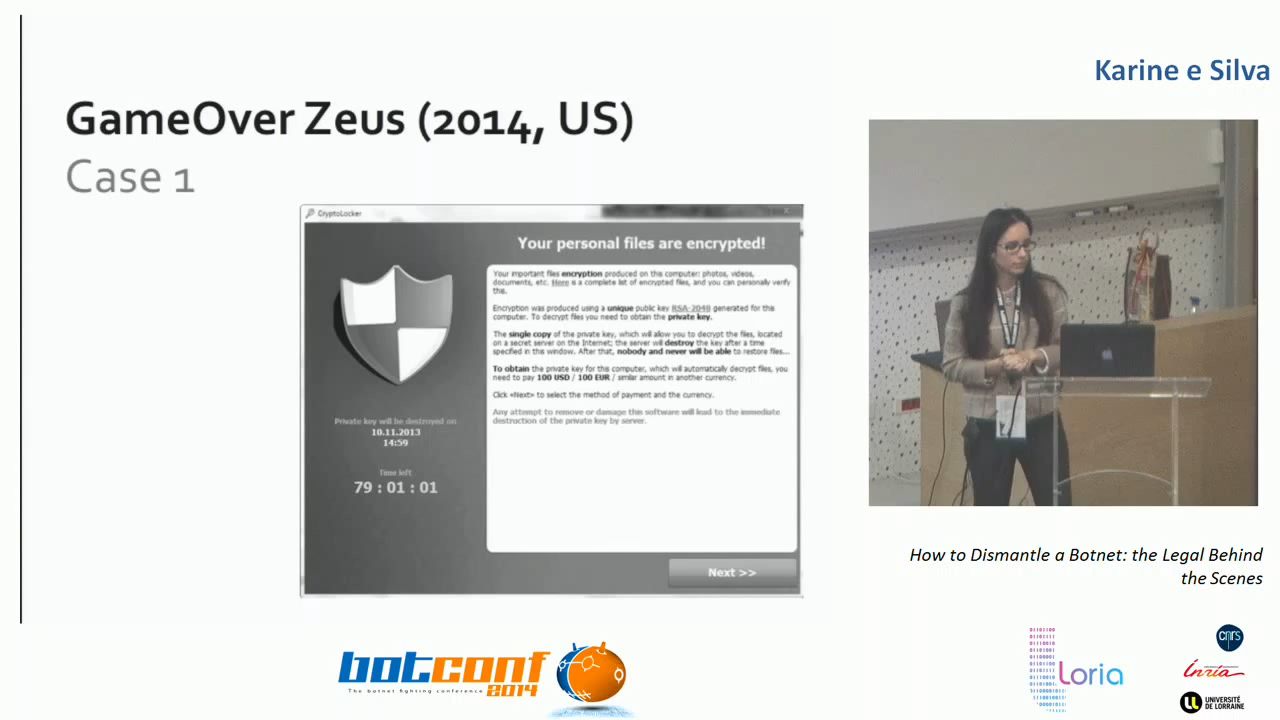 Karine e Silva
GameOver Zeus (2014, US)
Case 1
CryptoLocker
Your personal files are encrypted!
Your important files encryption produced on this computer: photos, videos,
documents, etc. Here is a complete list of encrypted files, and you can personally verify
this.
Encryption was produced using a unique public key RSA-2048 generated for this
computer. To decrypt files you need to obtain the private key.
The single copy of the private key, which will allow you to decrypt the files, located
on a secret server on the Internet; the server will destroy the key after a time
specified in this window. After that, nobody and never will be able to restore files...
To obtain the private key for this computer, which will automatically decrypt files, you
need to pay 100 USD / 100 EUR / similar amount in another currency.
Click «Next» to select the method of payment and the currency.
Any attempt to remove or damage this software will lead to the immediate
destruction of the private key by server.
Private key will be destroyed on
10.11.2013
14:59
Time left
79 : 01 : 01
Next >>
How to Dismantle a Botnet: the Legal Behind
the Scenes
botconf
2014
The botnet fighting conference
Loria
cnrs
Inria
UNIVERSITÉ
DE LORRAINE